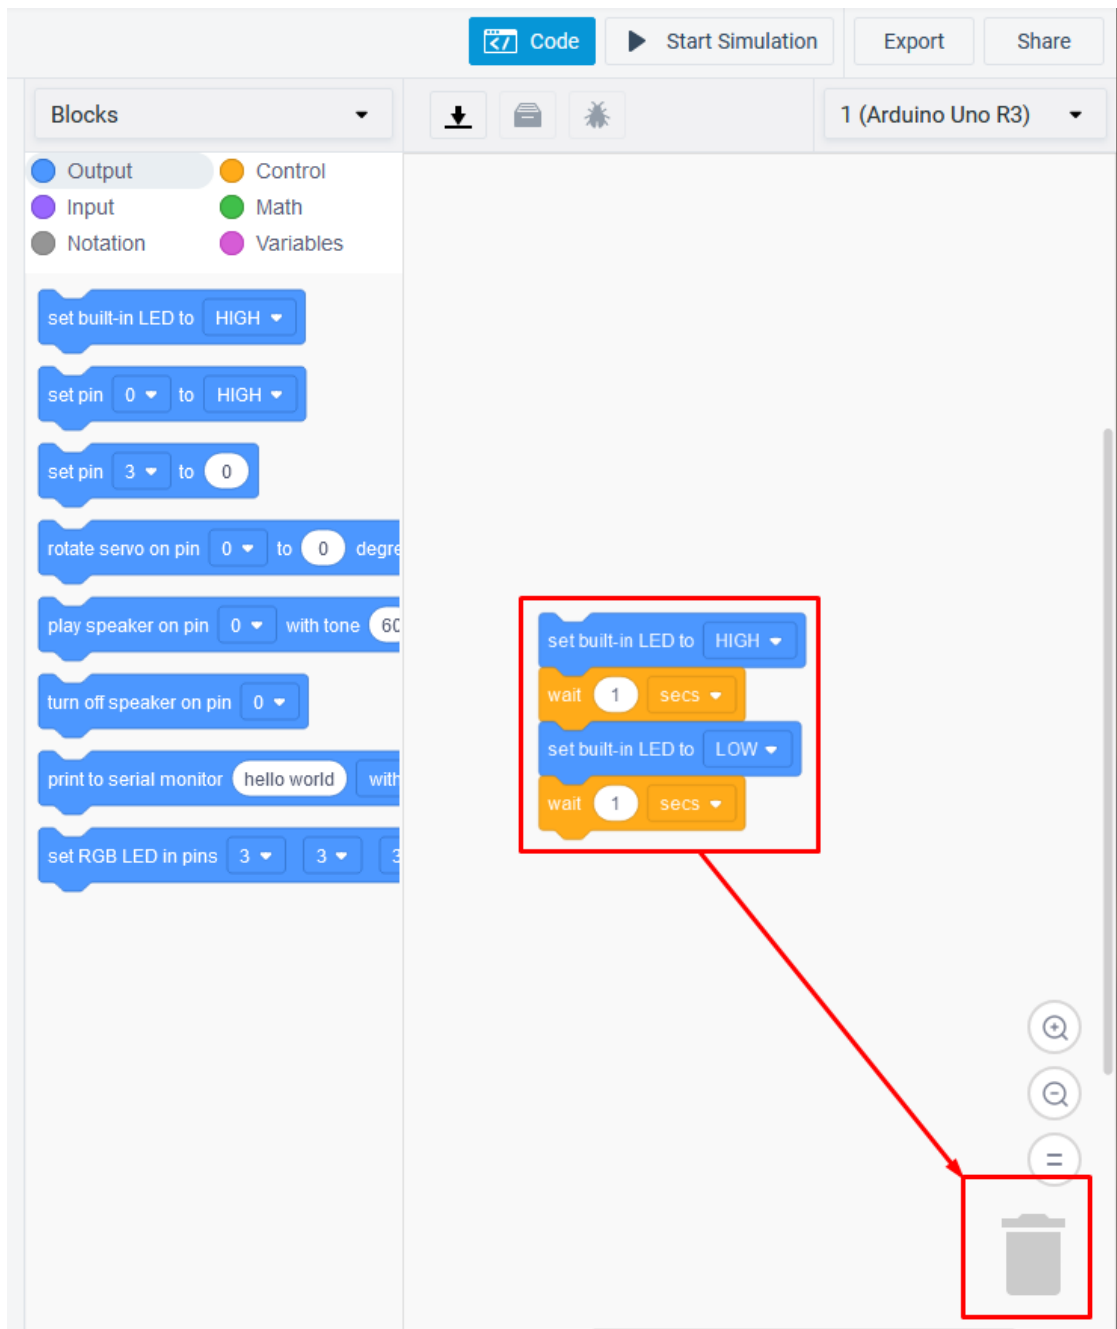 Code
Start Simulation
Export
Share
Blocks
1 (Arduino Uno R3)
Output
Control
Input
Math
Notation
Variables
set built-in LED to HIGH
set pin 0 to HIGH
set pin 3 to 0
rotate servo on pin 0 to 0 degre
play speaker on pin 0 with tone 60
turn off speaker on pin 0
print to serial monitor hello world with
set RGB LED in pins 3 3 3
set built-in LED to HIGH
wait 1 secs
set built-in LED to LOW
wait 1 secs